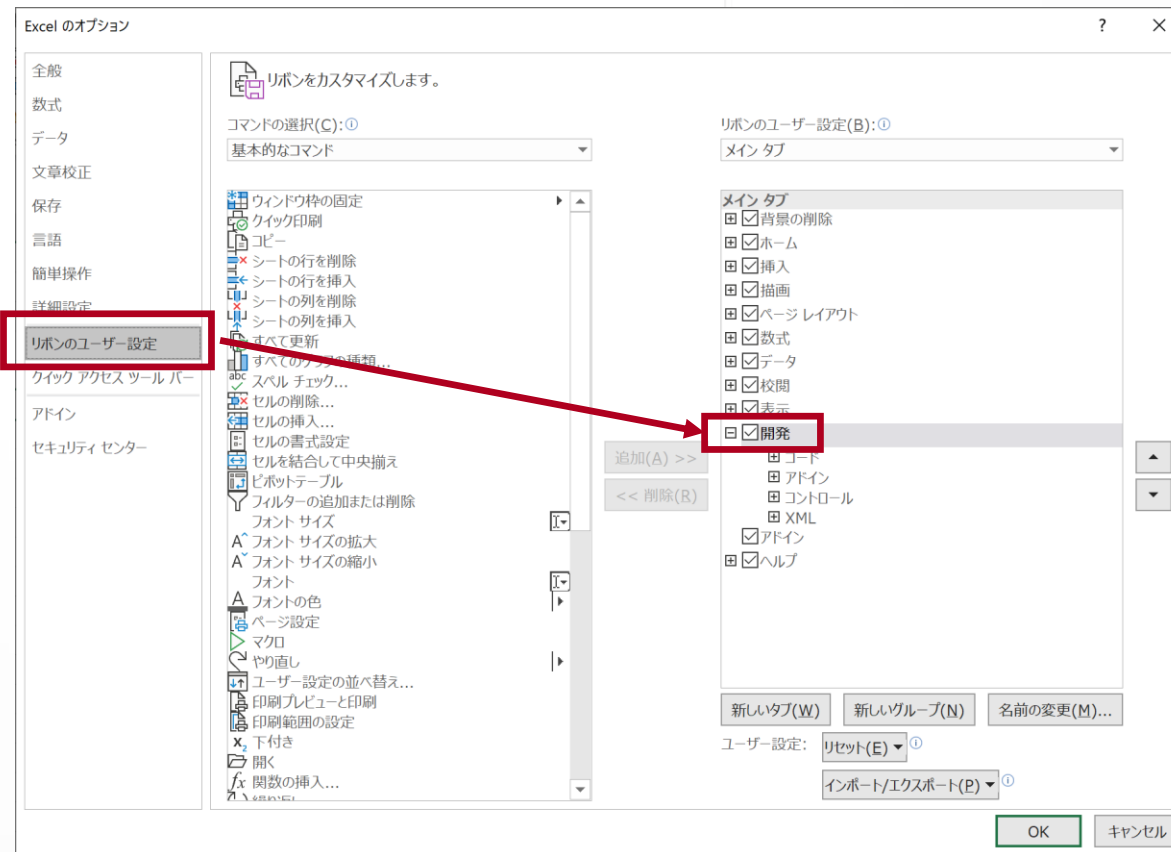 Excel のオプション
?
全般
数式
データ
文章校正
保存
言語
簡単操作
詳細設定
リボンのユーザー設定
クイック アクセス ツール バー
アドイン
セキュリティ センター
リボンをカスタマイズします。
コマンドの選択(C):
基本的なコマンド
ウィンドウ枠の固定
クイック印刷
コピー
シートの行を削除
シートの行を挿入
シートの列を削除
シートの列を挿入
すべて更新
すべてのグラフの種類...
abc スペル チェック...
セルの削除...
セルの挿入...
セルの書式設定
セルを結合して中央揃え
ピボットテーブル
フィルターの追加または削除
フォント サイズ
フォント サイズの拡大
フォント サイズの縮小
フォント
フォントの色
ページ設定
マクロ
やり直し
ユーザー設定の並べ替え...
印刷プレビューと印刷
印刷範囲の設定
下付き
開く
fx 関数の挿入...
追加(A) >>
<< 削除(R)
リボンのユーザー設定(B):
メイン タブ
メイン タブ
背景の削除
ホーム
挿入
描画
ページ レイアウト
数式
データ
校閲
表示
開発
コード
アドイン
コントロール
XML
アドイン
ヘルプ
新しいタブ(W)
新しいグループ(N)
名前の変更(M)...
ユーザー設定:
リセット(E)
インポート/エクスポート(P)
OK
キャンセル